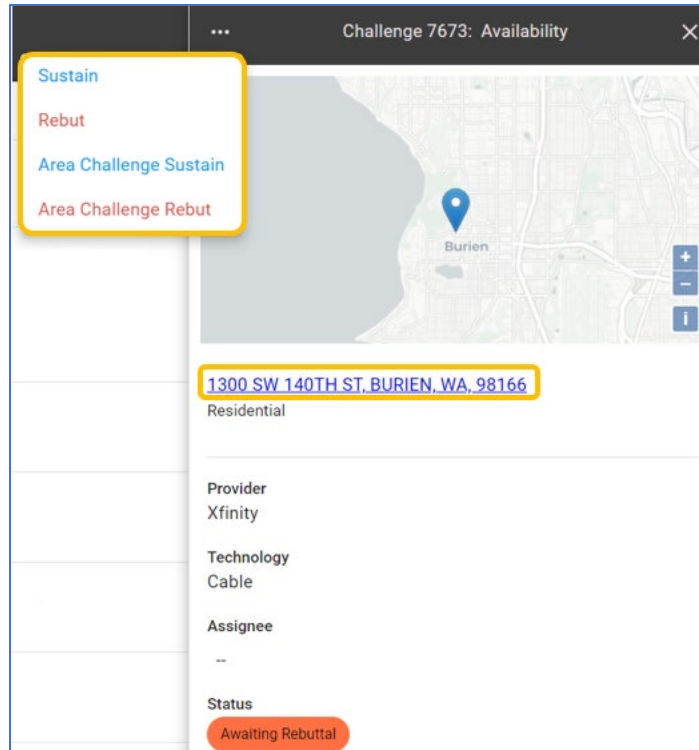 Sustain
Rebut
Area Challenge Sustain
Area Challenge Rebut
... Challenge 7673: Availability ×
Burien
+
−
i
1300 SW 140TH ST, BURIEN, WA, 98166
Residential
Provider
Xfinity
Technology
Cable
Assignee
--
Status
Awaiting Rebuttal